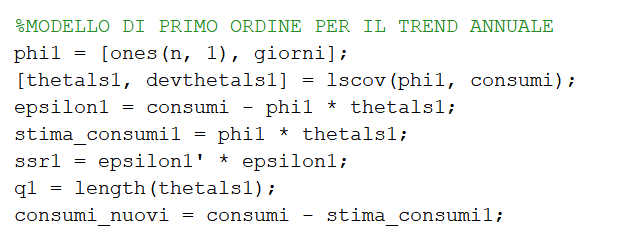 %MODELLO DI PRIMO ORDINE PER IL TREND ANNUALE
phi1 = [ones(n, 1), giorni];
[thetals1, devthetals1] = lscov(phi1, consumi);
epsilon1 = consumi - phi1 * thetals1;
stima_consumi1 = phi1 * thetals1;
ssr1 = epsilon1' * epsilon1;
q1 = length(thetals1);
consumi_nuovi = consumi - stima_consumi1;